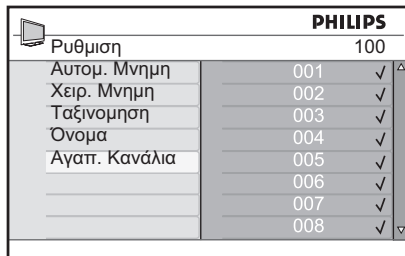 PHILIPS
Ρυθμιση 100
Αυτομ. Μνημη 001 ✓
Χειρ. Μνημη 002 ✓
Ταξινομηση 003 ✓
Όνομα 004 ✓
Αγαπ. Κανάλια 005 ✓
006 ✓
007 ✓
008 ✓